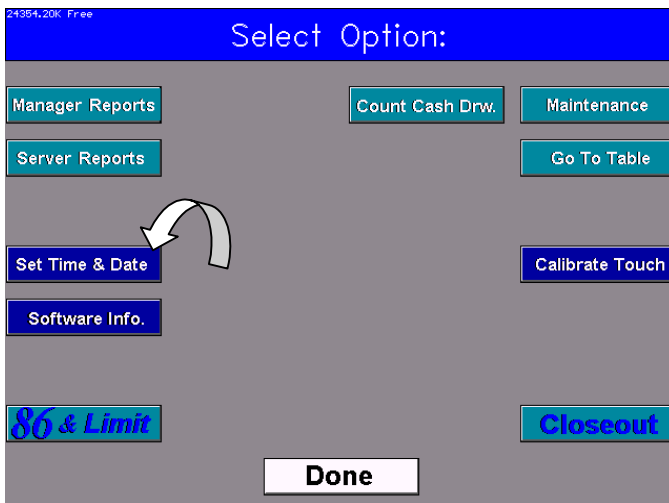 24354.20K Free
Select Option:
Manager Reports
Count Cash Drw.
Maintenance
Server Reports
Go To Table
Set Time & Date
Calibrate Touch
Software Info.
86 & Limit
Closeout
Done